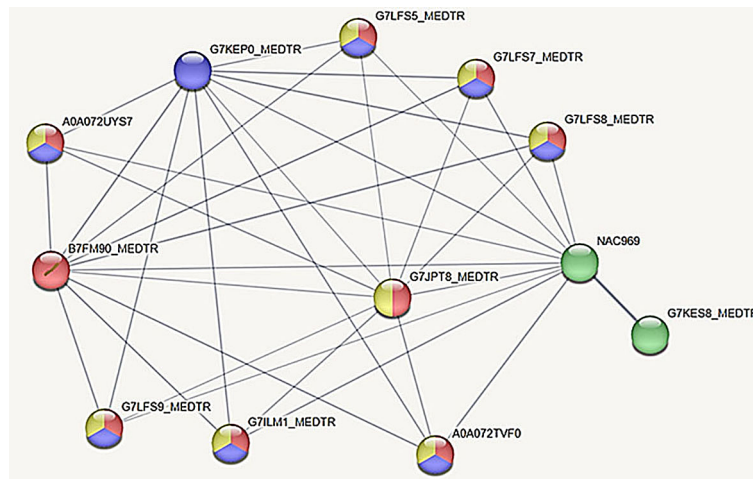 G7LFS5_MEDTR
G7KEP0_MEDTR
G7LFS7_MEDTR
A0A072UYS7
G7LFS8_MEDTR
B7FM90_MEDTR
NAC969
G7JPT8_MEDTR
G7KES8_MEDTR
G7LFS9_MEDTR
G7ILM1_MEDTR
A0A072TVF0